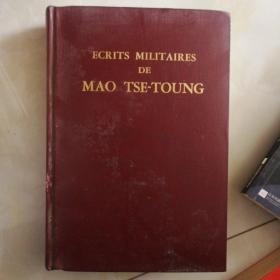 ECRITS MILITAIRES
DE
MAO TSE-TOUNG